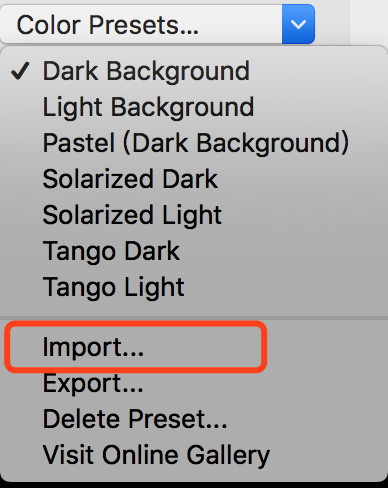 Color Presets...
✓ Dark Background
Light Background
Pastel (Dark Background)
Solarized Dark
Solarized Light
Tango Dark
Tango Light
Import...
Export...
Delete Preset...
Visit Online Gallery